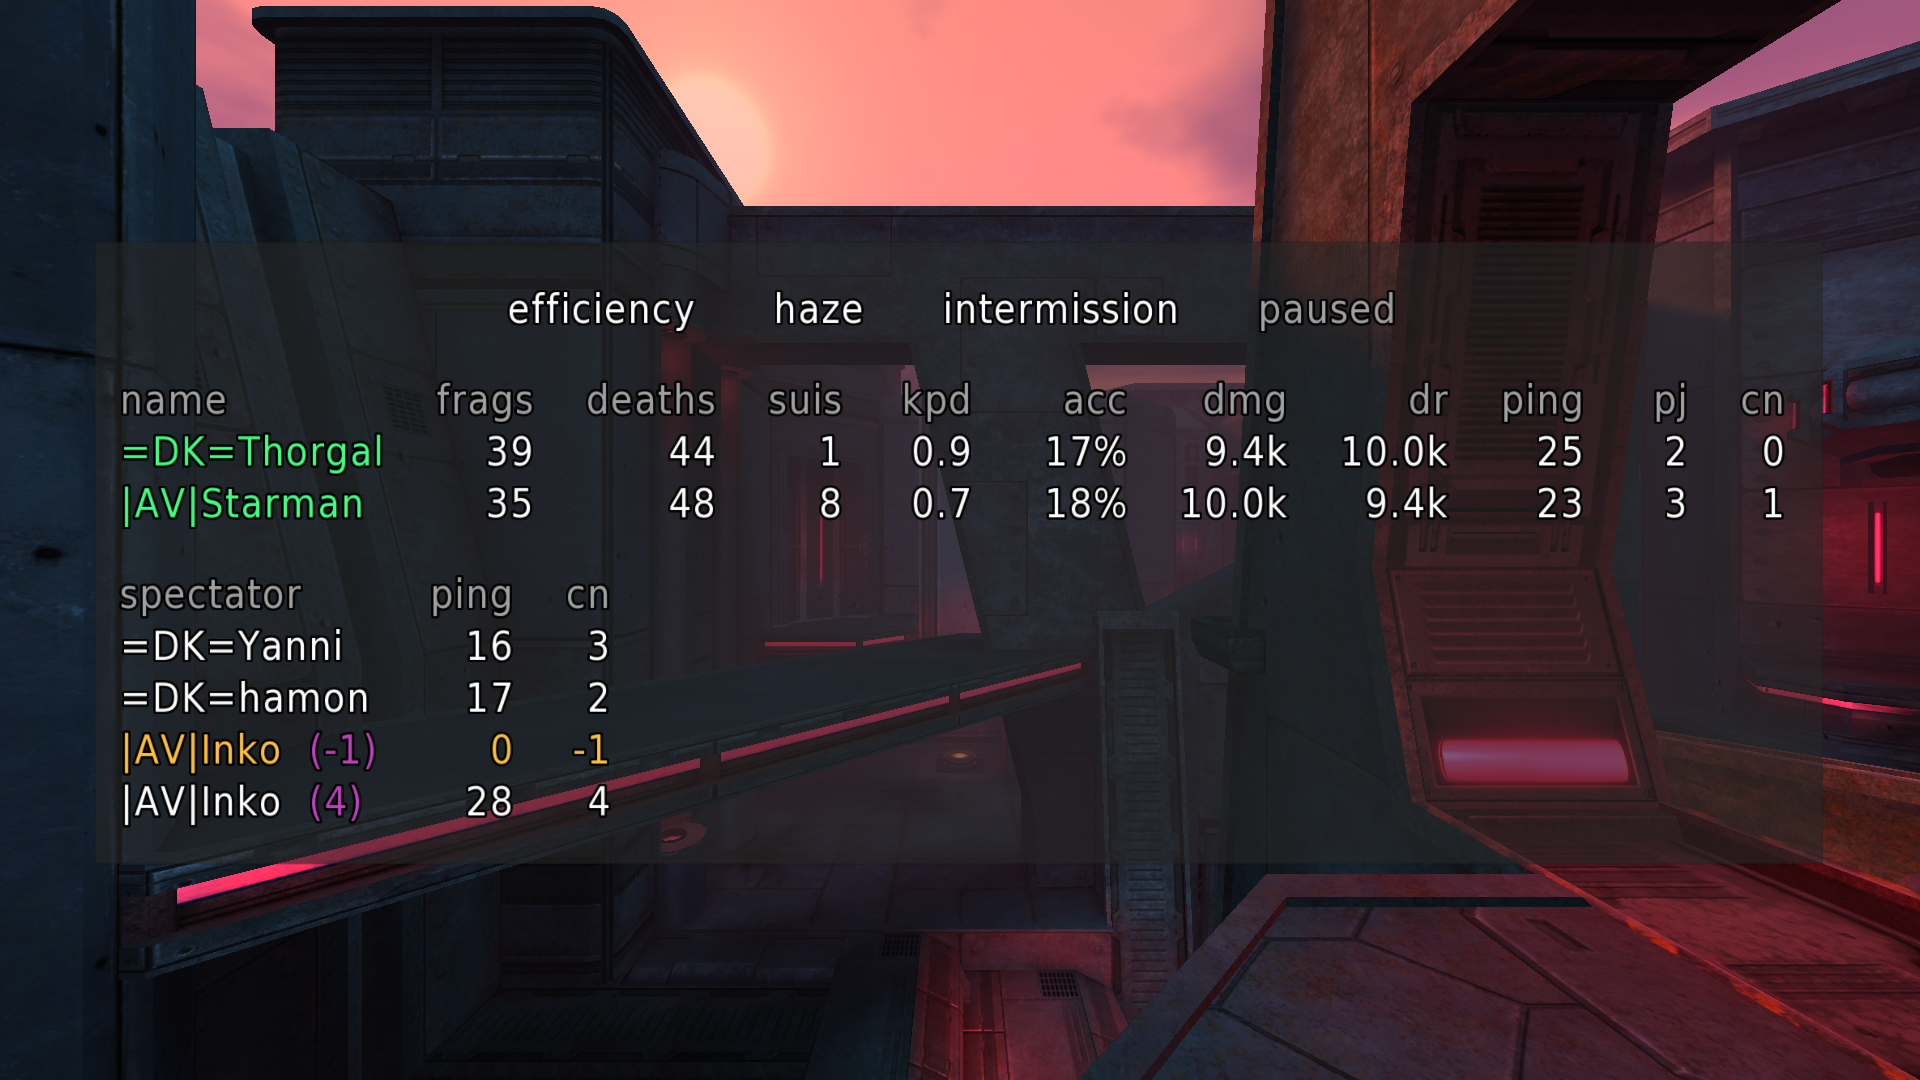 efficiency haze intermission paused
name frags deaths suis kpd acc dmg dr ping pj cn
=DK=Thorgal 39 44 1 0.9 17% 9.4k 10.0k 25 2 0
|AV|Starman 35 48 8 0.7 18% 10.0k 9.4k 23 3 1
spectator ping cn
=DK=Yanni 16 3
=DK=hamon 17 2
|AV|Inko (-1) 0 -1
|AV|Inko (4) 28 4